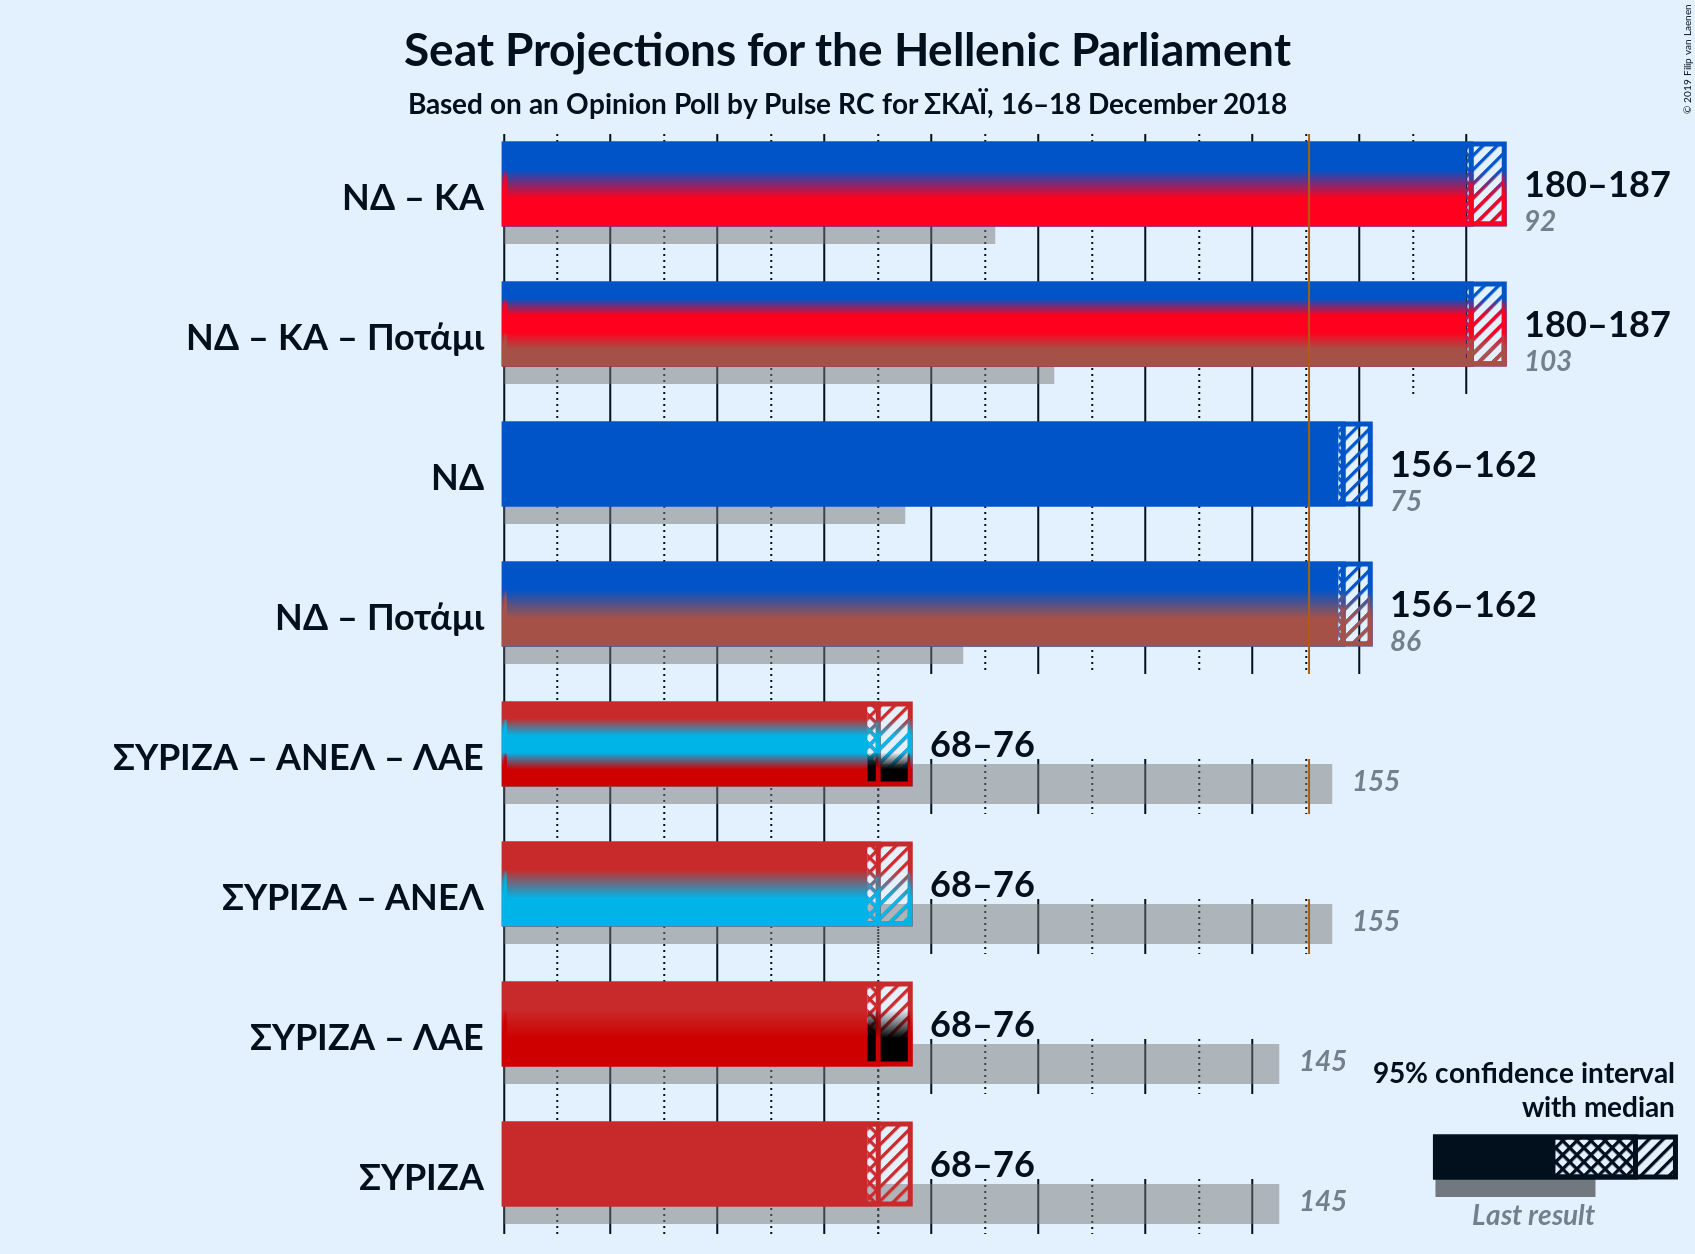 Seat Projections for the Hellenic Parliament
Based on an Opinion Poll by Pulse RC for ΣΚΑΪ, 16–18 December 2018
© 2019 Filip van Laenen
ΝΔ – ΚΑ
180–187
92
ΝΔ – ΚΑ – Ποτάμι
180–187
103
ΝΔ
156–162
75
ΝΔ – Ποτάμι
156–162
86
ΣΥΡΙΖΑ – ΑΝΕΛ – ΛΑΕ
68–76
155
ΣΥΡΙΖΑ – ΑΝΕΛ
68–76
155
ΣΥΡΙΖΑ – ΛΑΕ
68–76
145
ΣΥΡΙΖΑ
68–76
145
95% confidence interval
with median
Last result